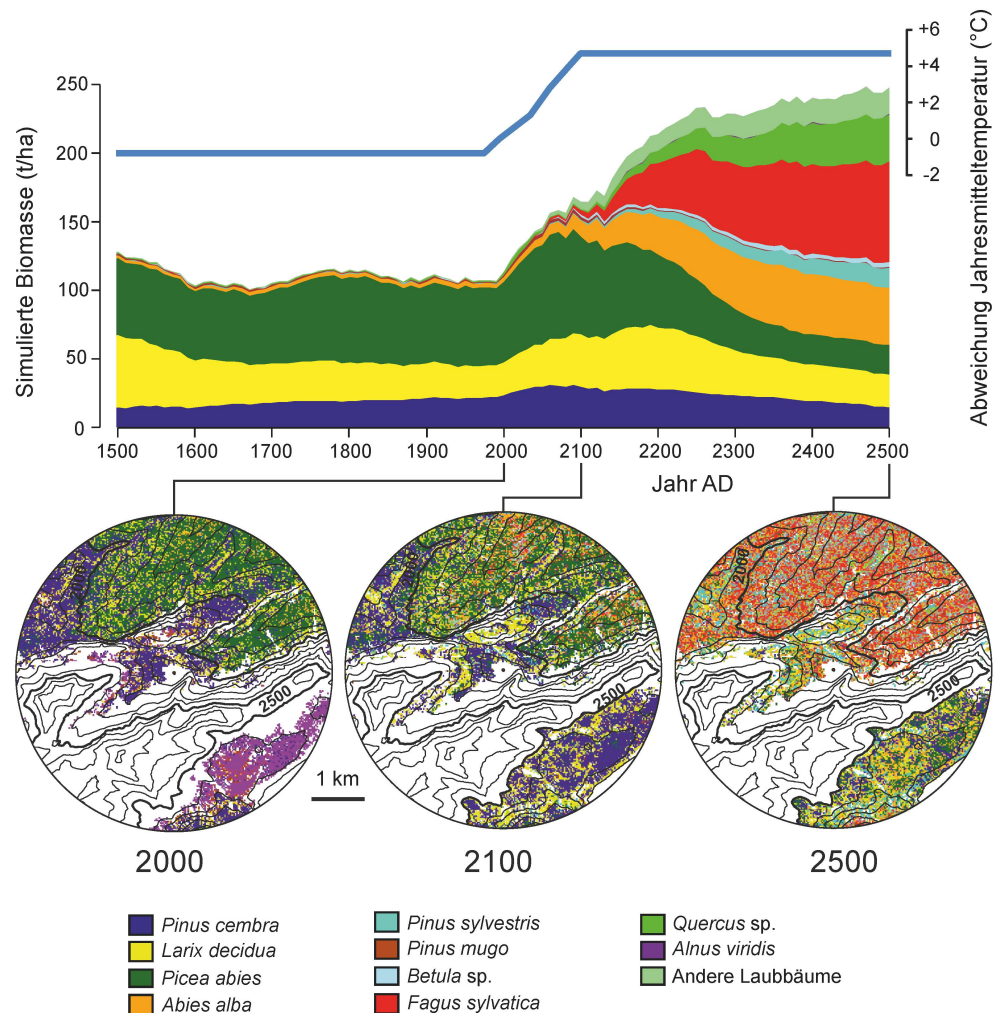 Simulierte Biomasse (t/ha)
250
200
150
100
50
0
+6
+4
+2
0
-2
Abweichung Jahresmitteltemperatur (°C)
1500 1600 1700 1800 1900 2000 2100 2200 2300 2400 2500
Jahr AD
2000
2500
2000
2500
2000
2500
1 km
2000 2100 2500
Pinus cembra
Larix decidua
Picea abies
Abies alba
Pinus sylvestris
Pinus mugo
Betula sp.
Fagus sylvatica
Quercus sp.
Alnus viridis
Andere Laubbäume